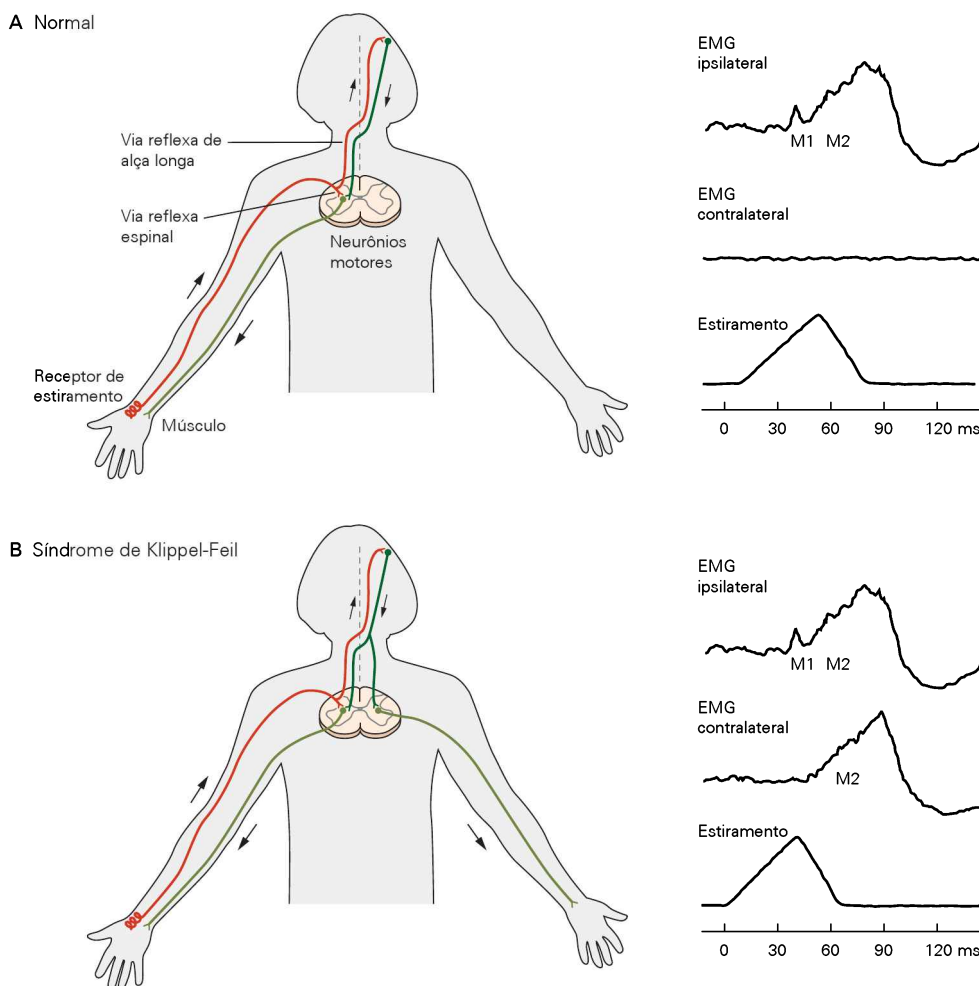 A Normal
Via reflexa de
alça longa
Via reflexa
espinal
Neurônios
motores
Receptor de
estiramento
Músculo
EMG
ipsilateral
M1 M2
EMG
contralateral
Estiramento
0 30 60 90 120 ms
B Síndrome de Klippel-Feil
EMG
ipsilateral
M1 M2
EMG
contralateral
M2
Estiramento
0 30 60 90 120 ms